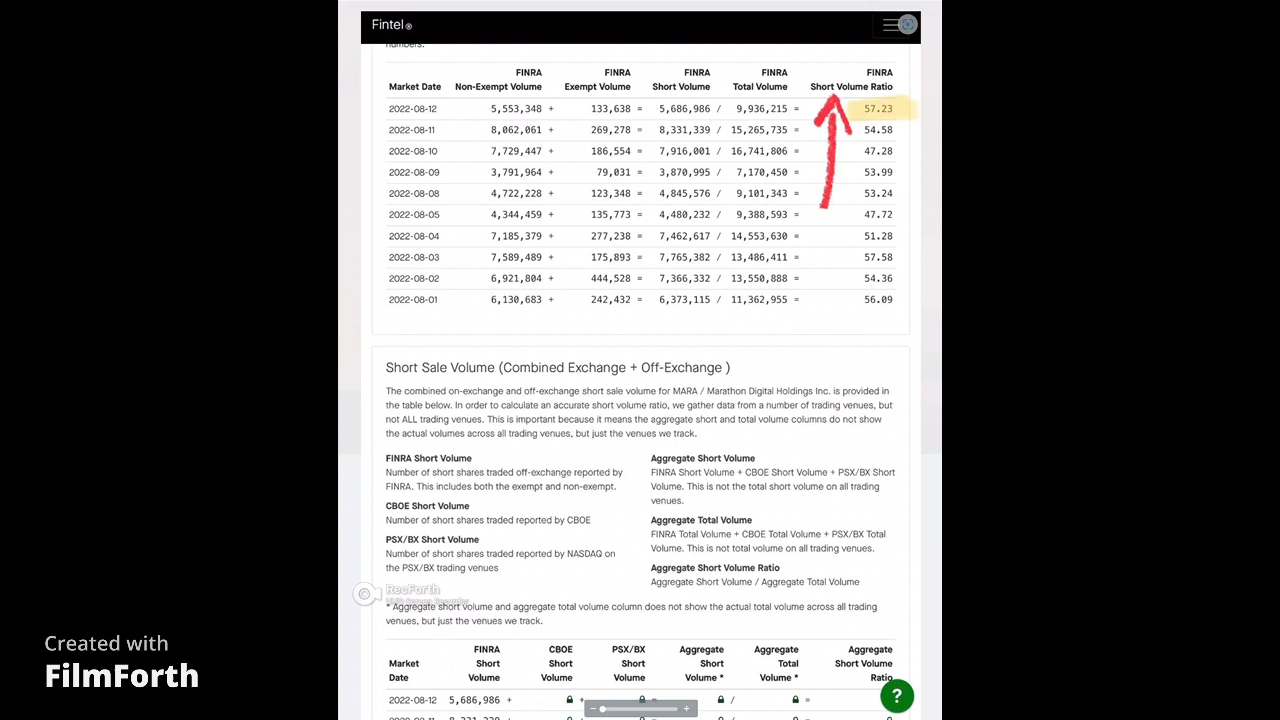 Fintel®
numbers.
Market Date FINRA Non-Exempt Volume FINRA Exempt Volume FINRA Short Volume FINRA Total Volume FINRA Short Volume Ratio
2022-08-12 5,553,348 + 133,638 = 5,686,986 / 9,936,215 = 57.23
2022-08-11 8,062,061 + 269,278 = 8,331,339 / 15,265,735 = 54.58
2022-08-10 7,729,447 + 186,554 = 7,916,001 / 16,741,806 = 47.28
2022-08-09 3,791,964 + 79,031 = 3,870,995 / 7,170,450 = 53.99
2022-08-08 4,722,228 + 123,348 = 4,845,576 / 9,101,343 = 53.24
2022-08-05 4,344,459 + 135,773 = 4,480,232 / 9,388,593 = 47.72
2022-08-04 7,185,379 + 277,238 = 7,462,617 / 14,553,630 = 51.28
2022-08-03 7,589,489 + 175,893 = 7,765,382 / 13,486,411 = 57.58
2022-08-02 6,921,804 + 444,528 = 7,366,332 / 13,550,888 = 54.36
2022-08-01 6,130,683 + 242,432 = 6,373,115 / 11,362,955 = 56.09
Short Sale Volume (Combined Exchange + Off-Exchange )
The combined on-exchange and off-exchange short sale volume for MARA / Marathon Digital Holdings Inc. is provided in
the table below. In order to calculate an accurate short volume ratio, we gather data from a number of trading venues, but
not ALL trading venues. This is important because it means the aggregate short and total volume columns do not show
the actual volumes across all trading venues, but just the venues we track.
FINRA Short Volume
Number of short shares traded off-exchange reported by
FINRA. This includes both the exempt and non-exempt.
CBOE Short Volume
Number of short shares traded reported by CBOE
PSX/BX Short Volume
Number of short shares traded reported by NASDAQ on
the PSX/BX trading venues
Aggregate Short Volume
FINRA Short Volume + CBOE Short Volume + PSX/BX Short
Volume. This is not the total short volume on all trading
venues.
Aggregate Total Volume
FINRA Total Volume + CBOE Total Volume + PSX/BX Total
Volume. This is not total volume on all trading venues.
Aggregate Short Volume Ratio
Aggregate Short Volume / Aggregate Total Volume
RecForth
* Aggregate short volume and aggregate total volume column does not show the actual total volume across all trading
venues, but just the venues we track.
Market Date FINRA Short Volume CBOE Short Volume PSX/BX Short Volume Aggregate Short Volume * Aggregate Total Volume * Aggregate Short Volume Ratio
2022-08-12 5,686,986 + + = / =
?
Created with
FilmForth